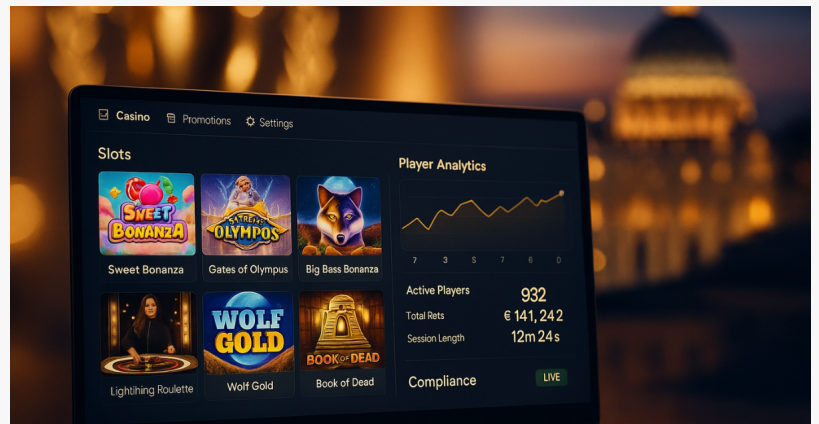 Casino
Promotions
Settings
Slots
SWEET
BONANZA
OLYMPOS
Sweet Bonanza
Gates of Olympus
Big Bass Bonanza
WOLF
GOLD
BOOK OF DEAD
Lightihing Roulette
Wolf Gold
Book of Dead
Player Analytics
7 3 S 7 6 D
Active Players 932
Total Rets € 141,242
Session Length 12m 24s
Compliance LIVE